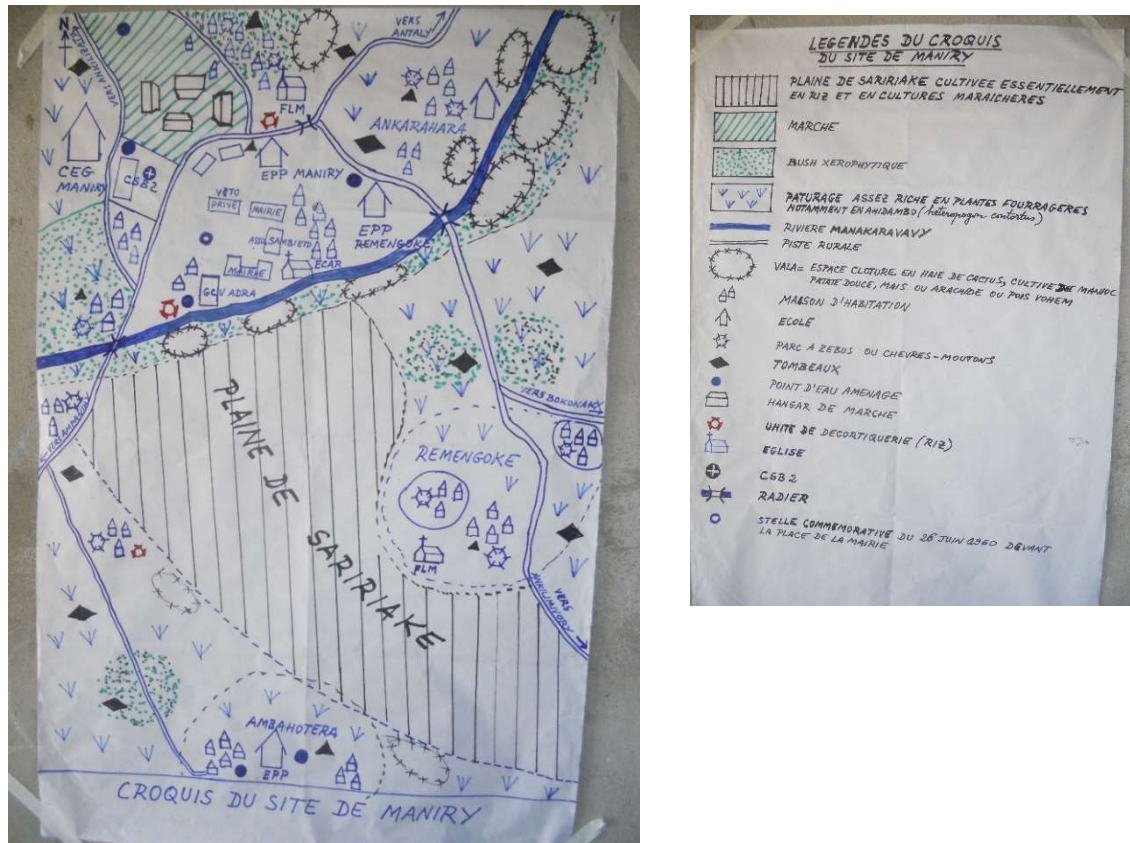 N
VERS
ANTALY
FLM
ANKARAHARA
CEG
MANIRY
CSB2
EPP MANIRY
VETO
PRIVE
MAIRIE
EPP
REMENGOKE
ASSO SAMBIETO
ECAR
MAIRAE
GCV ADRA
PLAINE DE SARIRIAKE
VERS BOKONAKY
REMENGOKE
FLM
VERS
AMBAHOTERA
EPP
CROQUIS DU SITE DE MANIRY
LEGENDES DU CROQUIS
DU SITE DE MANIRY
PLAINE DE SARIRIAKE CULTIVEE ESSENTIELLEMENT
EN RIZ ET EN CULTURES MARAICHERES
MARCHE
BUSH XEROPHYTIQUE
PATURAGE ASSEZ RICHE EN PLANTES FOURRAGERES
NOTAMMENT EN AHIDAMBO (heteropogon contortus)
RIVIERE MANAKARAVAVY
PISTE RURALE
VALA = ESPACE CLOTURE EN HAIE DE CACTUS, CULTIVE DE MANIOC
PATATE DOUCE, MAIS OU ARACHIDE OU POIS VOHEM
MAISON D'HABITATION
ECOLE
PARC A ZEBUS OU CHEVRES-MOUTONS
TOMBEAUX
POINT D'EAU AMENAGE
HANGAR DE MARCHE
UNITE DE DECORTIQUERIE (RIZ)
EGLISE
CSB 2
RADIER
STELLE COMMEMORATIVE DU 26 JUIN 1960 DEVANT
LA PLACE DE LA MAIRIE